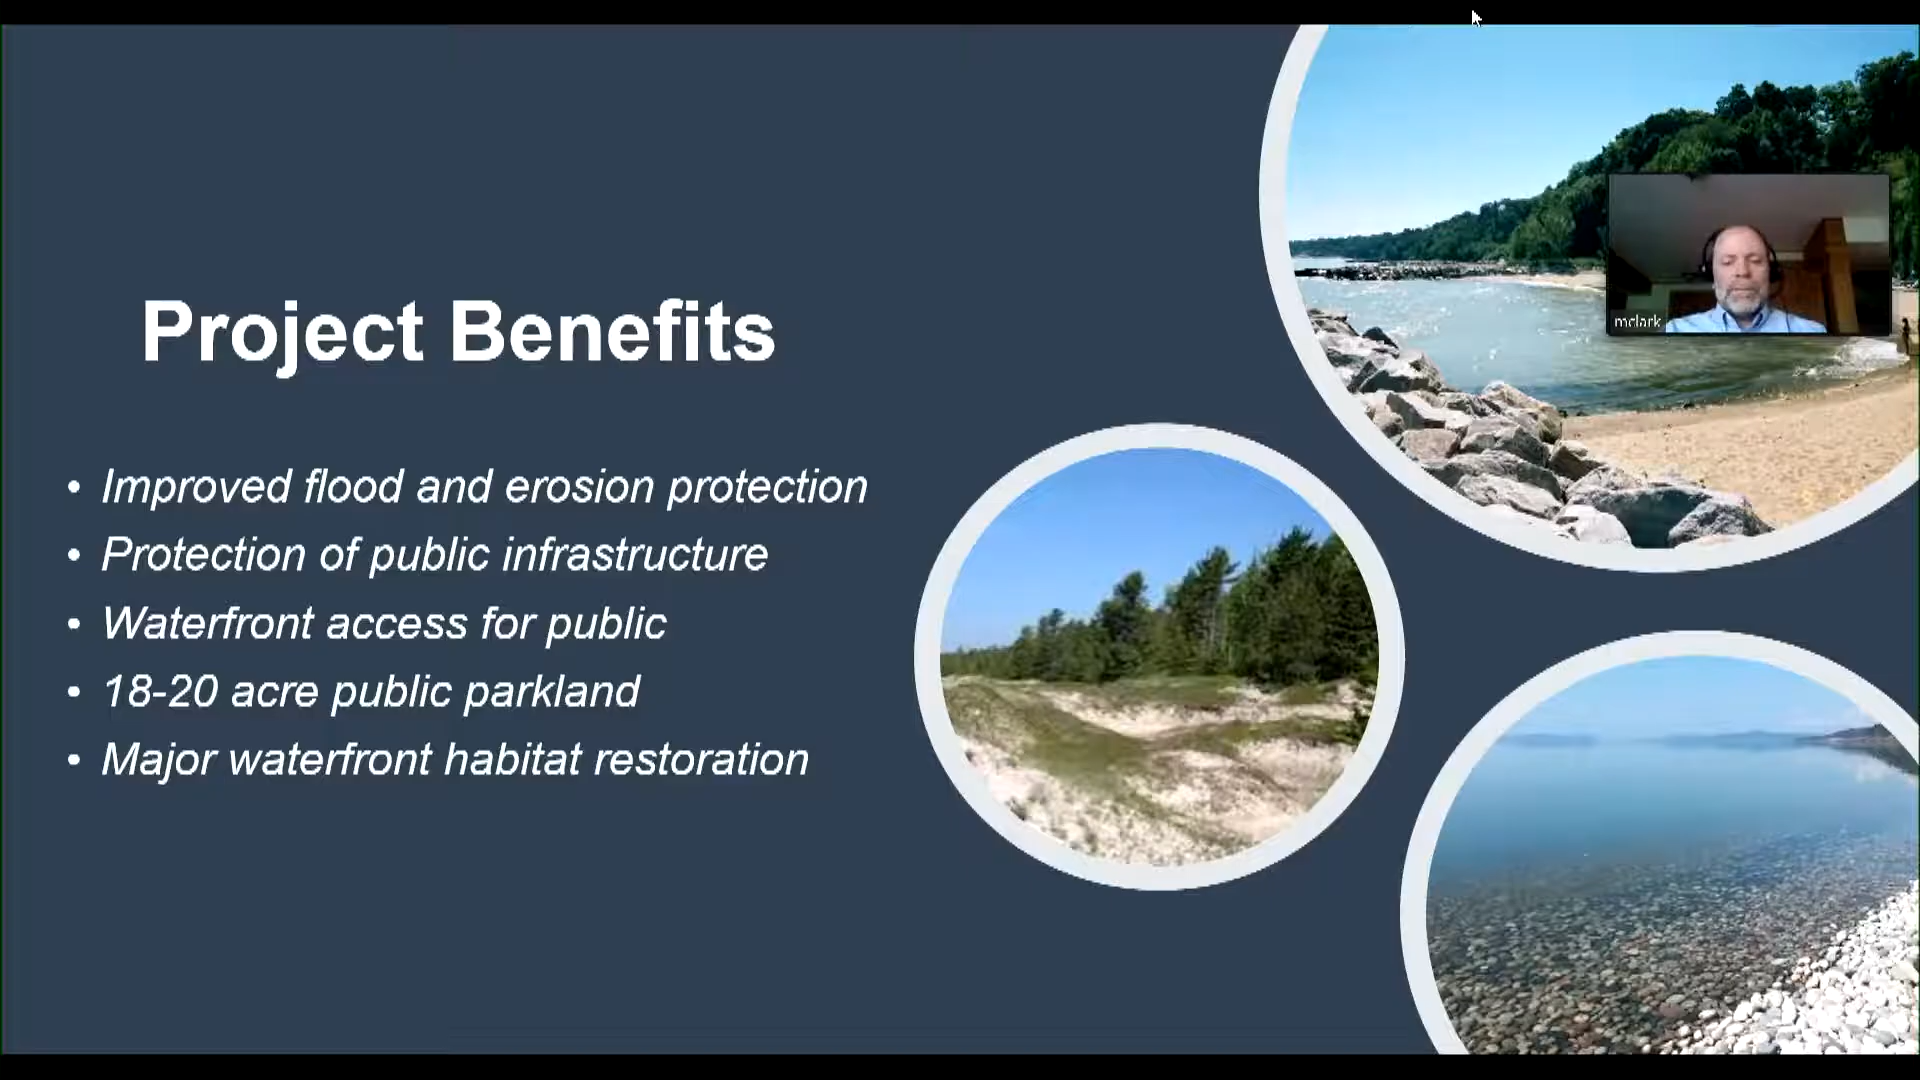 Project Benefits
• Improved flood and erosion protection
• Protection of public infrastructure
• Waterfront access for public
• 18-20 acre public parkland
• Major waterfront habitat restoration
mclark